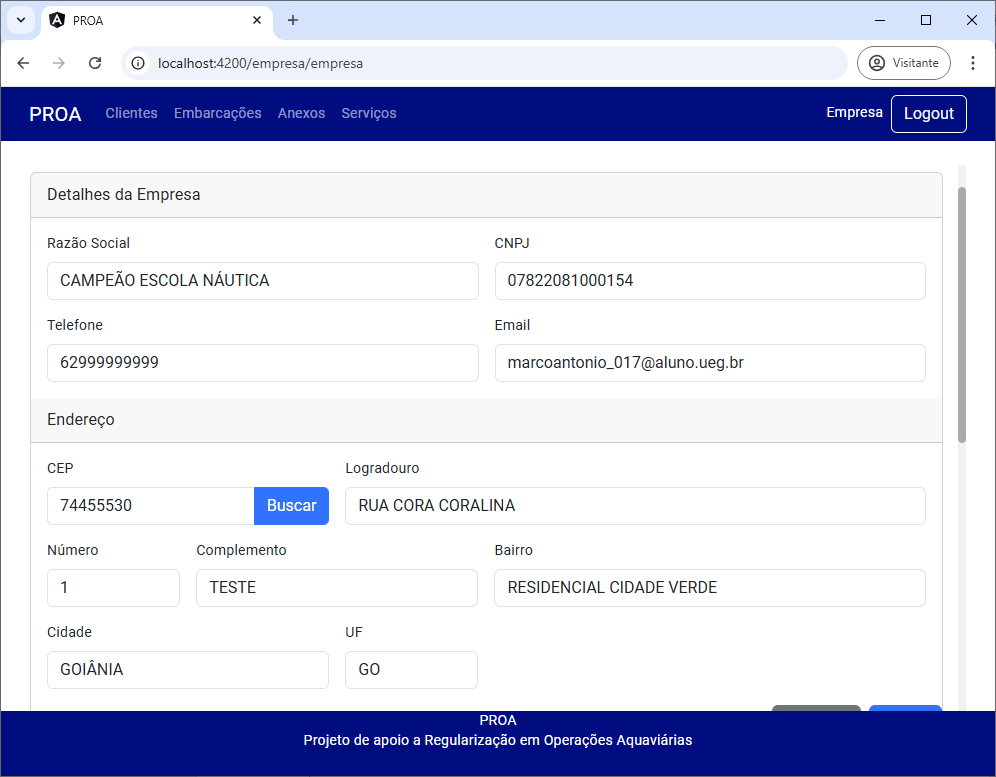 PROA
localhost:4200/empresa/empresa
Visitante
PROA Clientes Embarcações Anexos Serviços Empresa Logout
Detalhes da Empresa
Razão Social CNPJ
CAMPEÃO ESCOLA NÁUTICA 07822081000154
Telefone Email
62999999999 marcoantonio_017@aluno.ueg.br
Endereço
CEP Logradouro
74455530 Buscar RUA CORA CORALINA
Número Complemento Bairro
1 TESTE RESIDENCIAL CIDADE VERDE
Cidade UF
GOIÂNIA GO
PROA
Projeto de apoio a Regularização em Operações Aquaviárias